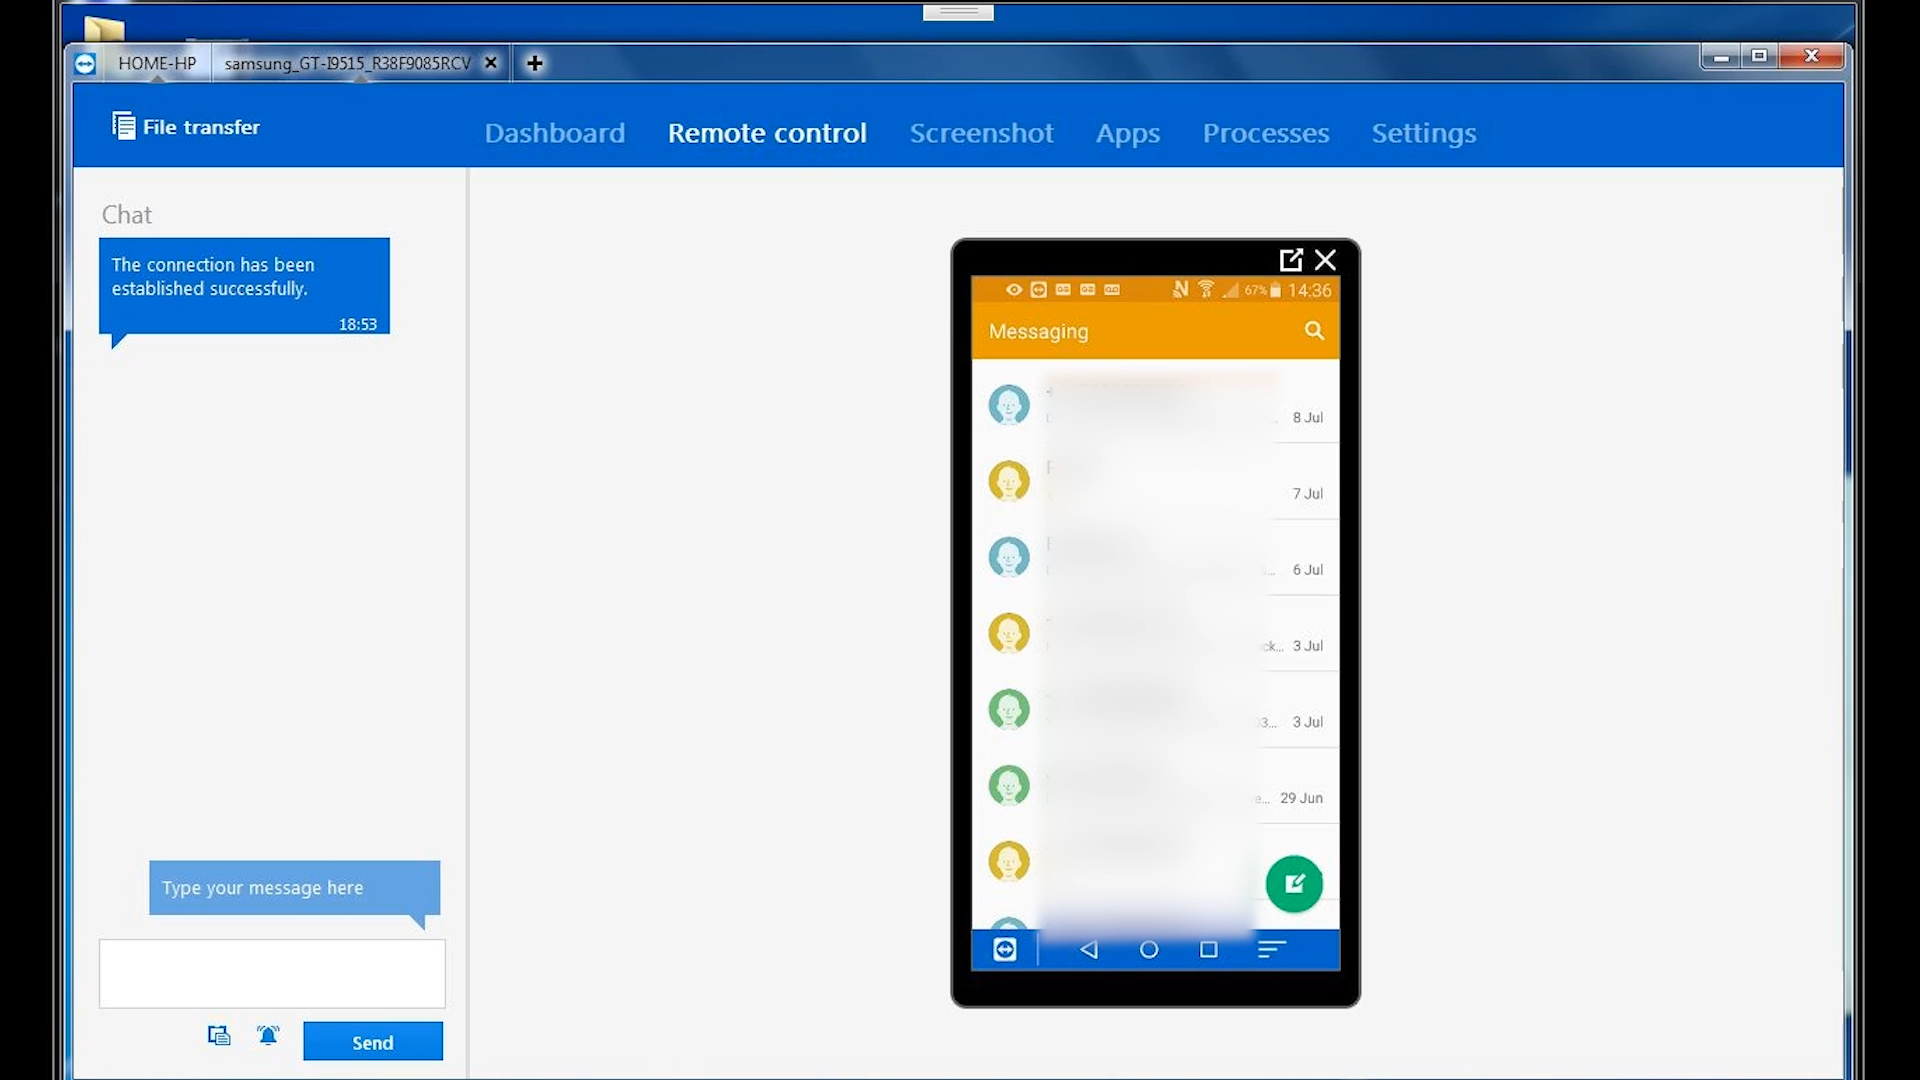 HOME-HP
samsung_GT-I9515_R38F9085RCV
File transfer
Dashboard
Remote control
Screenshot
Apps
Processes
Settings
Chat
The connection has been
established successfully.
18:53
67%
14:36
Messaging
8 Jul
7 Jul
6 Jul
ck... 3 Jul
3... 3 Jul
e... 29 Jun
Type your message here
Send